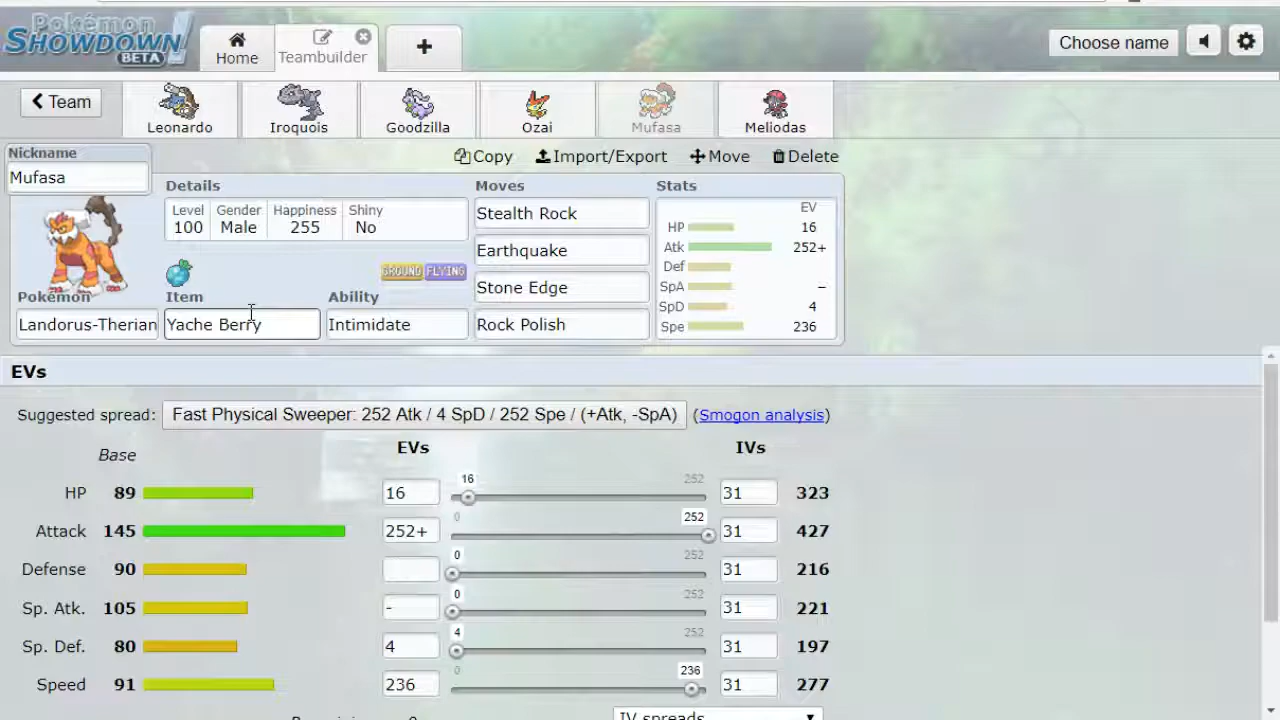 Pokémon
SHOWDOWN!
BETA
Home
Teambuilder
+
Choose name
Team
Leonardo
Iroquois
Goodzilla
Ozai
Mufasa
Meliodas
Copy Import/Export Move Delete
Nickname
Mufasa
Details
Level Gender Happiness Shiny
100 Male 255 No
GROUND FLYING
Pokémon
Landorus-Therian
Item
Yache Berry
Ability
Intimidate
Moves
Stealth Rock
Earthquake
Stone Edge
Rock Polish
Stats
EV
HP 16
Atk 252+
Def
SpA –
SpD 4
Spe 236
EVs
Suggested spread: Fast Physical Sweeper: 252 Atk / 4 SpD / 252 Spe / (+Atk, -SpA) (Smogon analysis)
Base EVs IVs
HP 89 16 16 252 31 323
Attack 145 252+ 0 252 31 427
Defense 90 0 252 31 216
Sp. Atk. 105 - 0 252 31 221
Sp. Def. 80 4 4 252 31 197
Speed 91 236 0 236 31 277
IV spreads